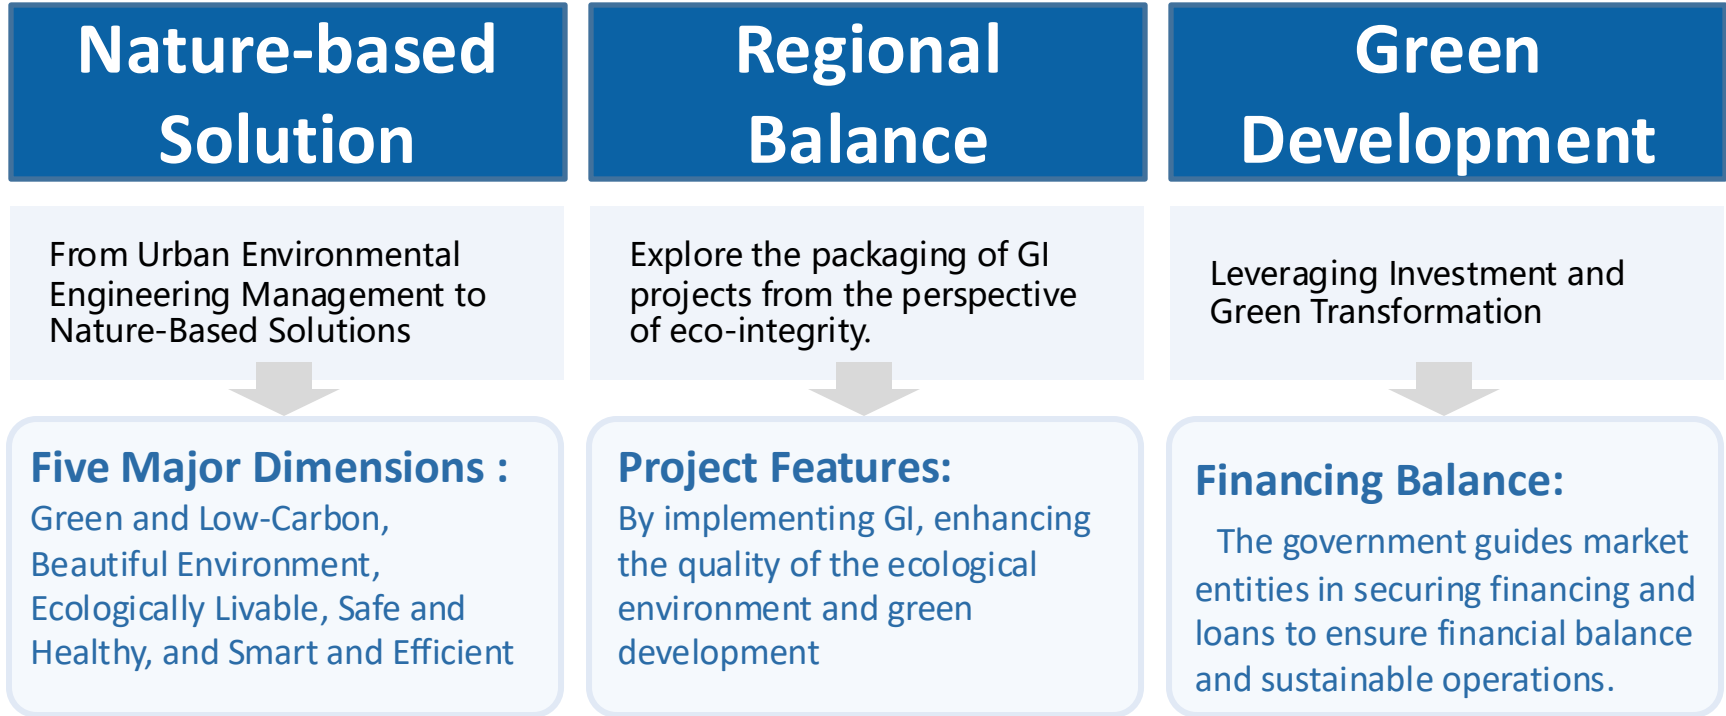 Nature-based
Solution
From Urban Environmental
Engineering Management to
Nature-Based Solutions
Five Major Dimensions :
Green and Low-Carbon,
Beautiful Environment,
Ecologically Livable, Safe and
Healthy, and Smart and Efficient
Regional
Balance
Explore the packaging of GI
projects from the perspective
of eco-integrity.
Project Features:
By implementing GI, enhancing
the quality of the ecological
environment and green
development
Green
Development
Leveraging Investment and
Green Transformation
Financing Balance:
The government guides market
entities in securing financing and
loans to ensure financial balance
and sustainable operations.